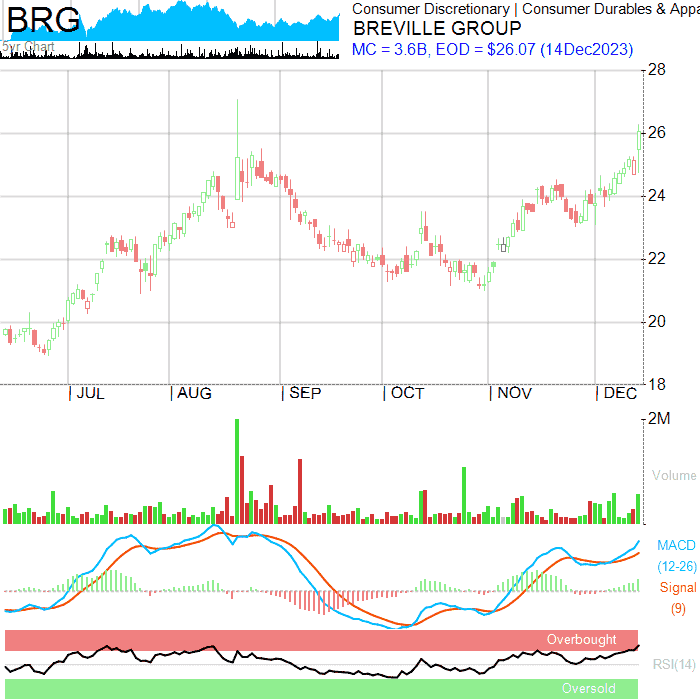 BRG
5yr Chart
Consumer Discretionary | Consumer Durables & Appa
BREVILLE GROUP
MC = 3.6B, EOD = $26.07 (14Dec2023)
28
26
24
22
20
18
| JUL | AUG | SEP | OCT | NOV | DEC
2M
Volume
MACD
(12-26)
Signal
(9)
Overbought
RSI(14)
Oversold